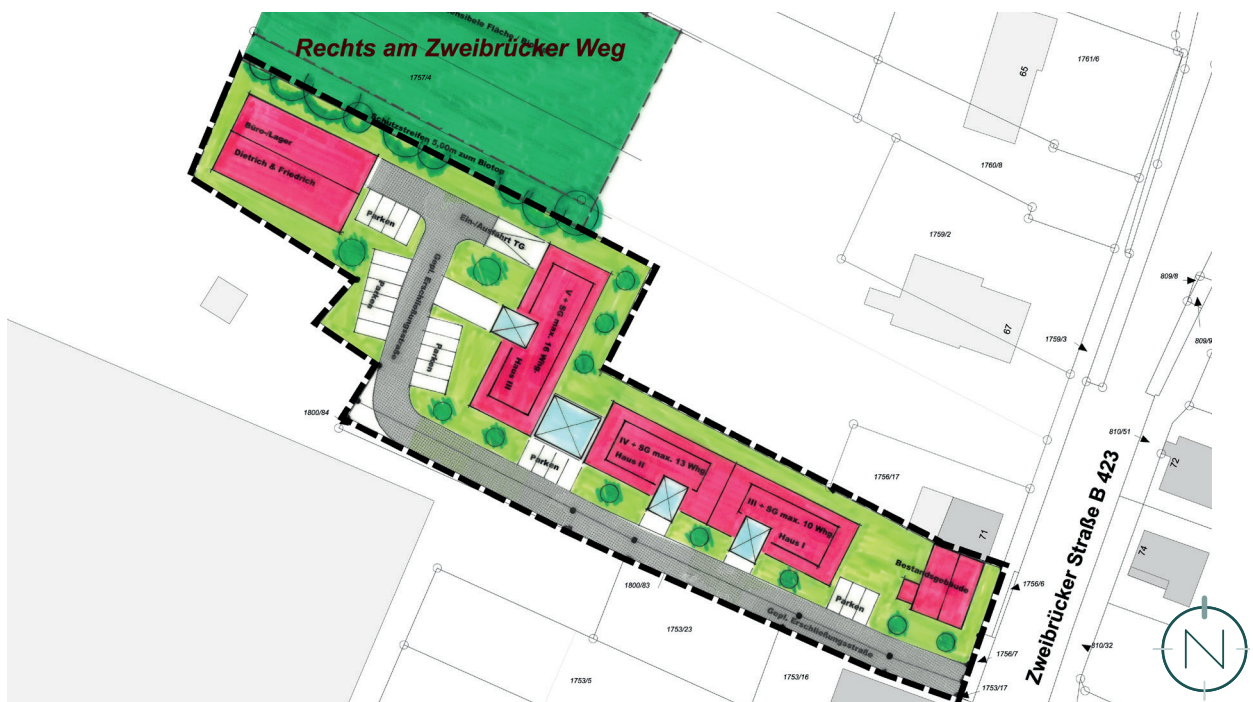 Sensible Fläche / Biotop
Rechts am Zweibrücker Weg
1757/4
Schutzstreifen 5,00m zum Biotop
Büro-/Lager
Dietrich & Friedrich
Parken
Ein-/Ausfahrt TG
Gepl. Erschließungsstraße
Parken
Parken
V + SG max. 16 Whg.
Haus III
1800/84
Parken
IV + SG max. 13 Whg.
Haus II
III + SG max. 10 Whg.
Haus I
Bestandsgebäude
Parken
Gepl. Erschließungsstraße
1800/83
1753/23
1753/5
1753/16
65
1761/6
1760/8
1759/2
67
1759/3
809/8
809/9
810/51
1756/17
71
72
74
1756/6
1756/7
1753/17
810/32
Zweibrücker Straße B 423
N